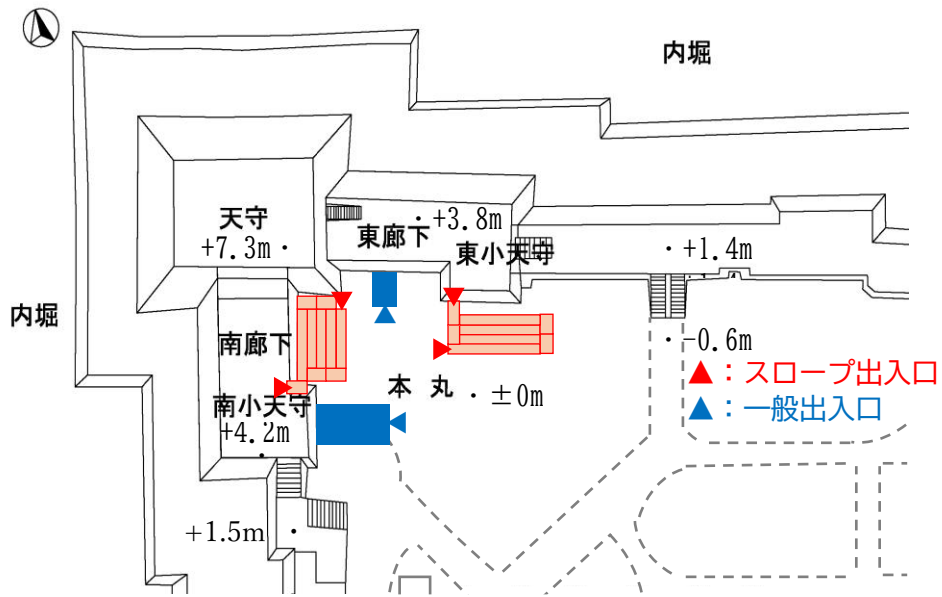 内堀
天守
+7.3m
東廊下
+3.8m
東小天守
+1.4m
内堀
南廊下
南小天守
+4.2m
本丸
±0m
-0.6m
▲：スロープ出入口
▲：一般出入口
+1.5m